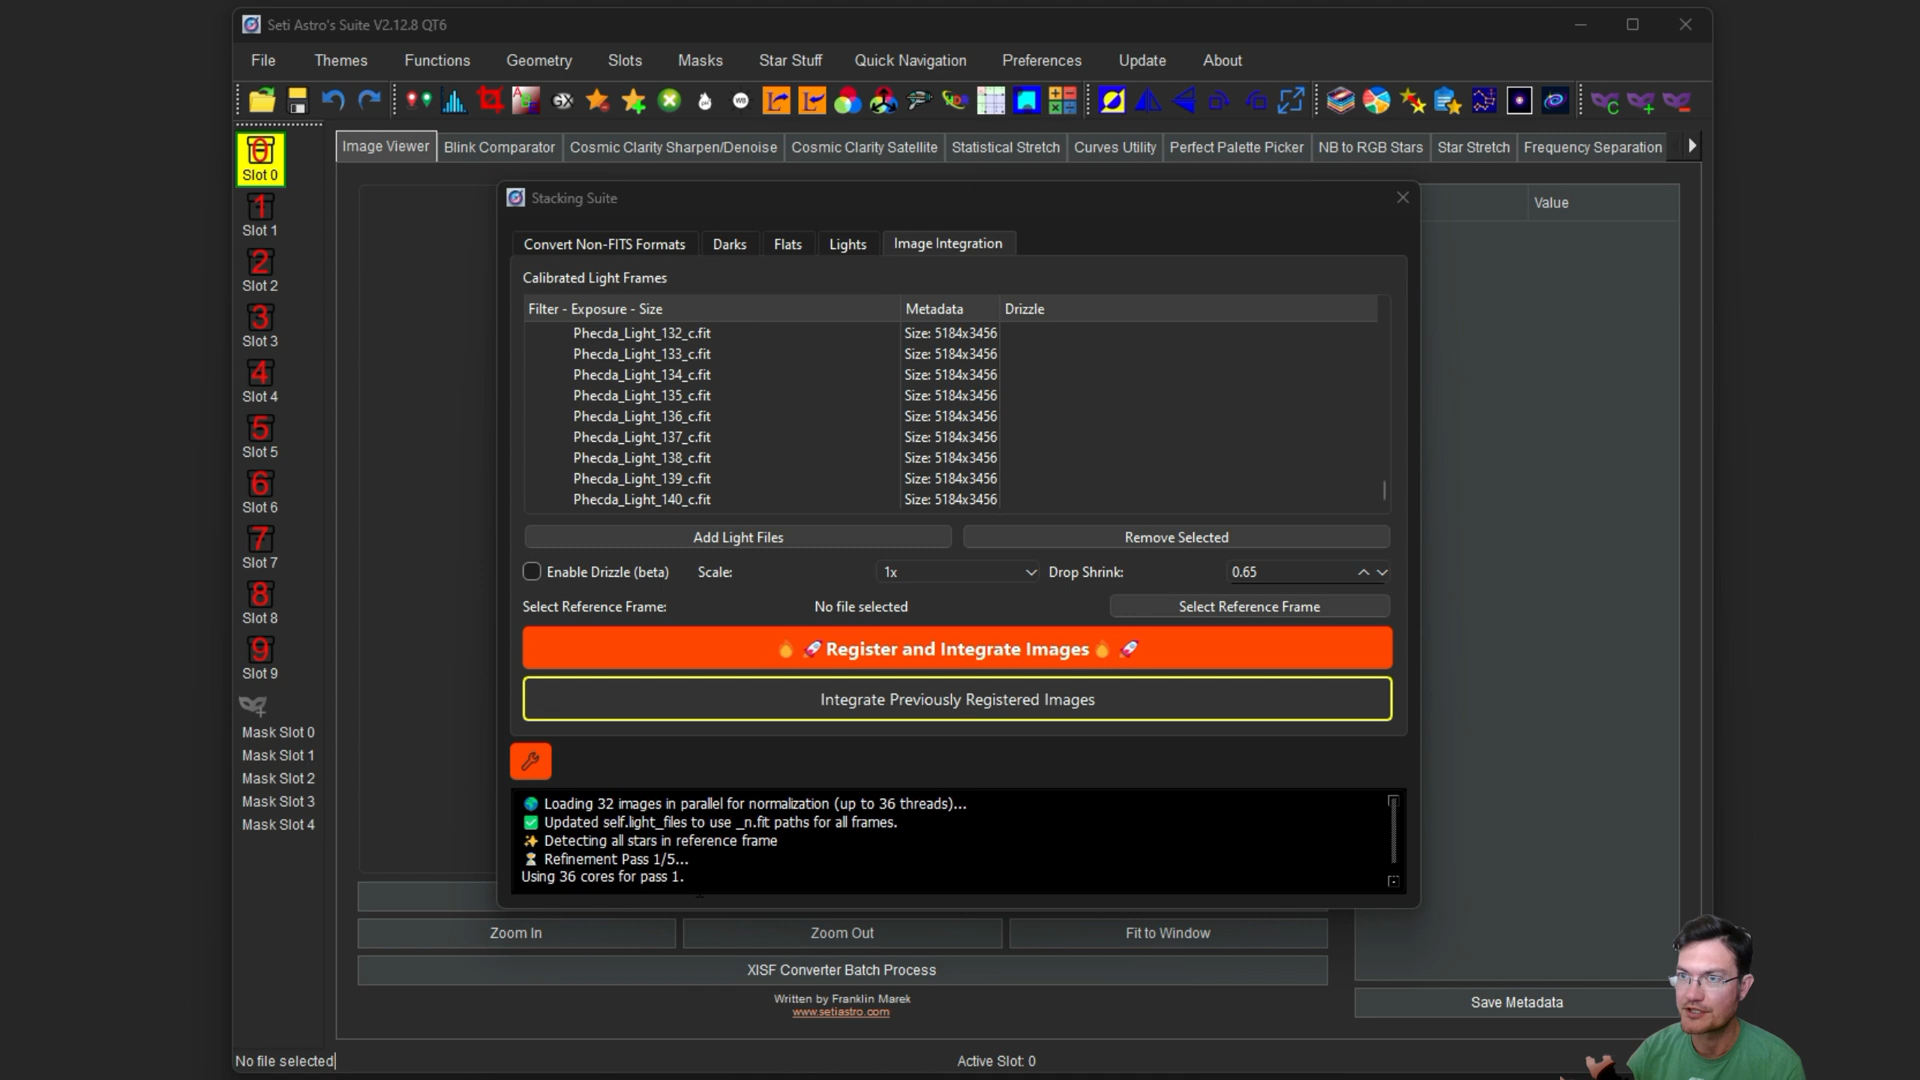 Seti Astro's Suite V2.12.8 QT6
File Themes Functions Geometry Slots Masks Star Stuff Quick Navigation Preferences Update About
0
Slot 0
1
Slot 1
2
Slot 2
3
Slot 3
4
Slot 4
5
Slot 5
6
Slot 6
7
Slot 7
8
Slot 8
9
Slot 9
Mask Slot 0
Mask Slot 1
Mask Slot 2
Mask Slot 3
Mask Slot 4
Image Viewer Blink Comparator Cosmic Clarity Sharpen/Denoise Cosmic Clarity Satellite Statistical Stretch Curves Utility Perfect Palette Picker NB to RGB Stars Star Stretch Frequency Separation
Value
Stacking Suite
Convert Non-FITS Formats Darks Flats Lights Image Integration
Calibrated Light Frames
Filter - Exposure - Size Metadata Drizzle
Phecda_Light_132_c.fit Size: 5184x3456
Phecda_Light_133_c.fit Size: 5184x3456
Phecda_Light_134_c.fit Size: 5184x3456
Phecda_Light_135_c.fit Size: 5184x3456
Phecda_Light_136_c.fit Size: 5184x3456
Phecda_Light_137_c.fit Size: 5184x3456
Phecda_Light_138_c.fit Size: 5184x3456
Phecda_Light_139_c.fit Size: 5184x3456
Phecda_Light_140_c.fit Size: 5184x3456
Add Light Files Remove Selected
Enable Drizzle (beta) Scale: 1x Drop Shrink: 0.65
Select Reference Frame: No file selected Select Reference Frame
🔥 🚀 Register and Integrate Images 🔥 🚀
Integrate Previously Registered Images
🌍 Loading 32 images in parallel for normalization (up to 36 threads)...
✅ Updated self.light_files to use _n.fit paths for all frames.
✨ Detecting all stars in reference frame
⏳ Refinement Pass 1/5...
Using 36 cores for pass 1.
Zoom In Zoom Out Fit to Window
XISF Converter Batch Process
Written by Franklin Marek
www.setiastro.com
Save Metadata
No file selected Active Slot: 0